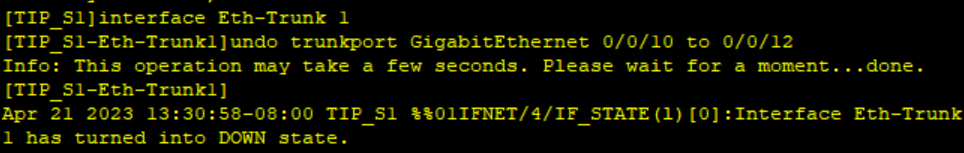 [TIP_S1]interface Eth-Trunk 1
[TIP_S1-Eth-Trunk1]undo trunkport GigabitEthernet 0/0/10 to 0/0/12
Info: This operation may take a few seconds. Please wait for a moment...done.
[TIP_S1-Eth-Trunk1]
Apr 21 2023 13:30:58-08:00 TIP_S1 %%01IFNET/4/IF_STATE(l)[0]:Interface Eth-Trunk
1 has turned into DOWN state.